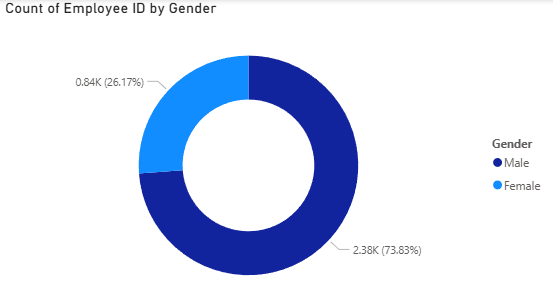 Count of Employee ID by Gender
0.84K (26.17%)
Gender
Male
Female
2.38K (73.83%)